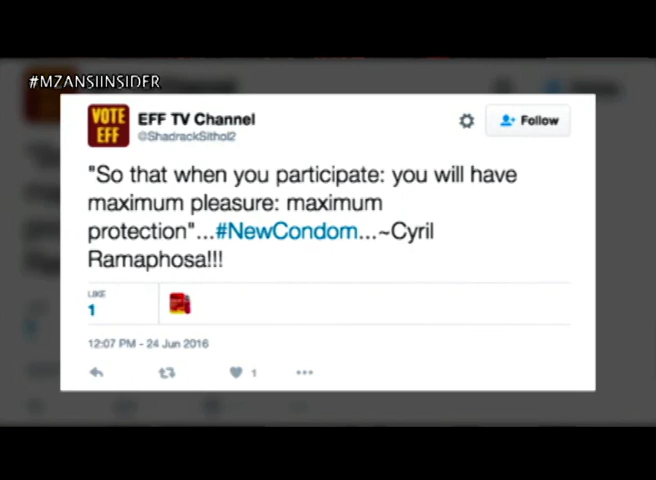 #MZANSIINSIDER
VOTE
EFF
EFF TV Channel
@ShadrackSithol2
Follow
"So that when you participate: you will have
maximum pleasure: maximum
protection"...#NewCondom...~Cyril
Ramaphosa!!!
LIKE
1
12:07 PM - 24 Jun 2016
1